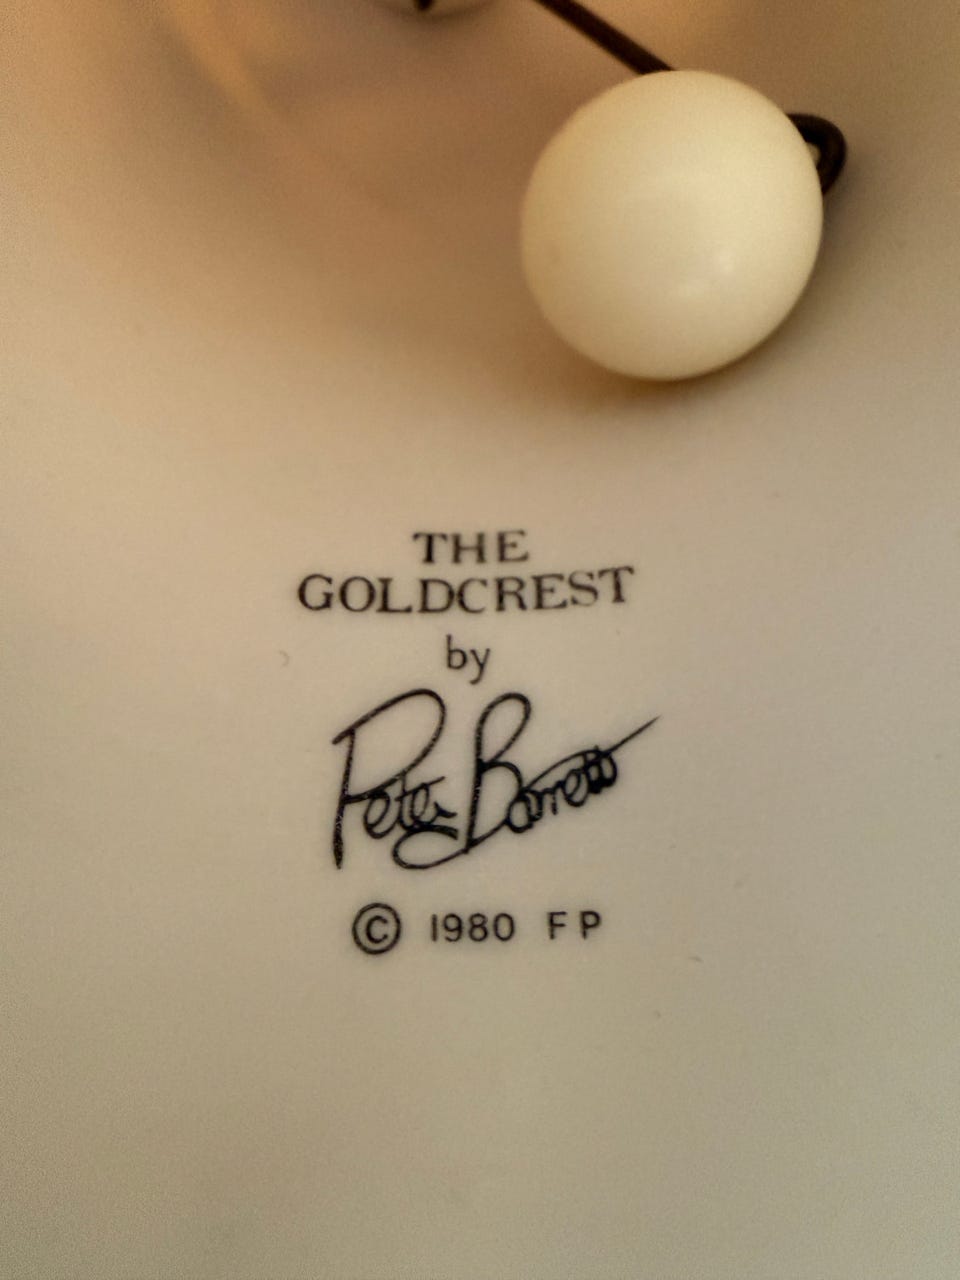 THE
GOLDCREST
by
Peter Barrett
© 1980 FP